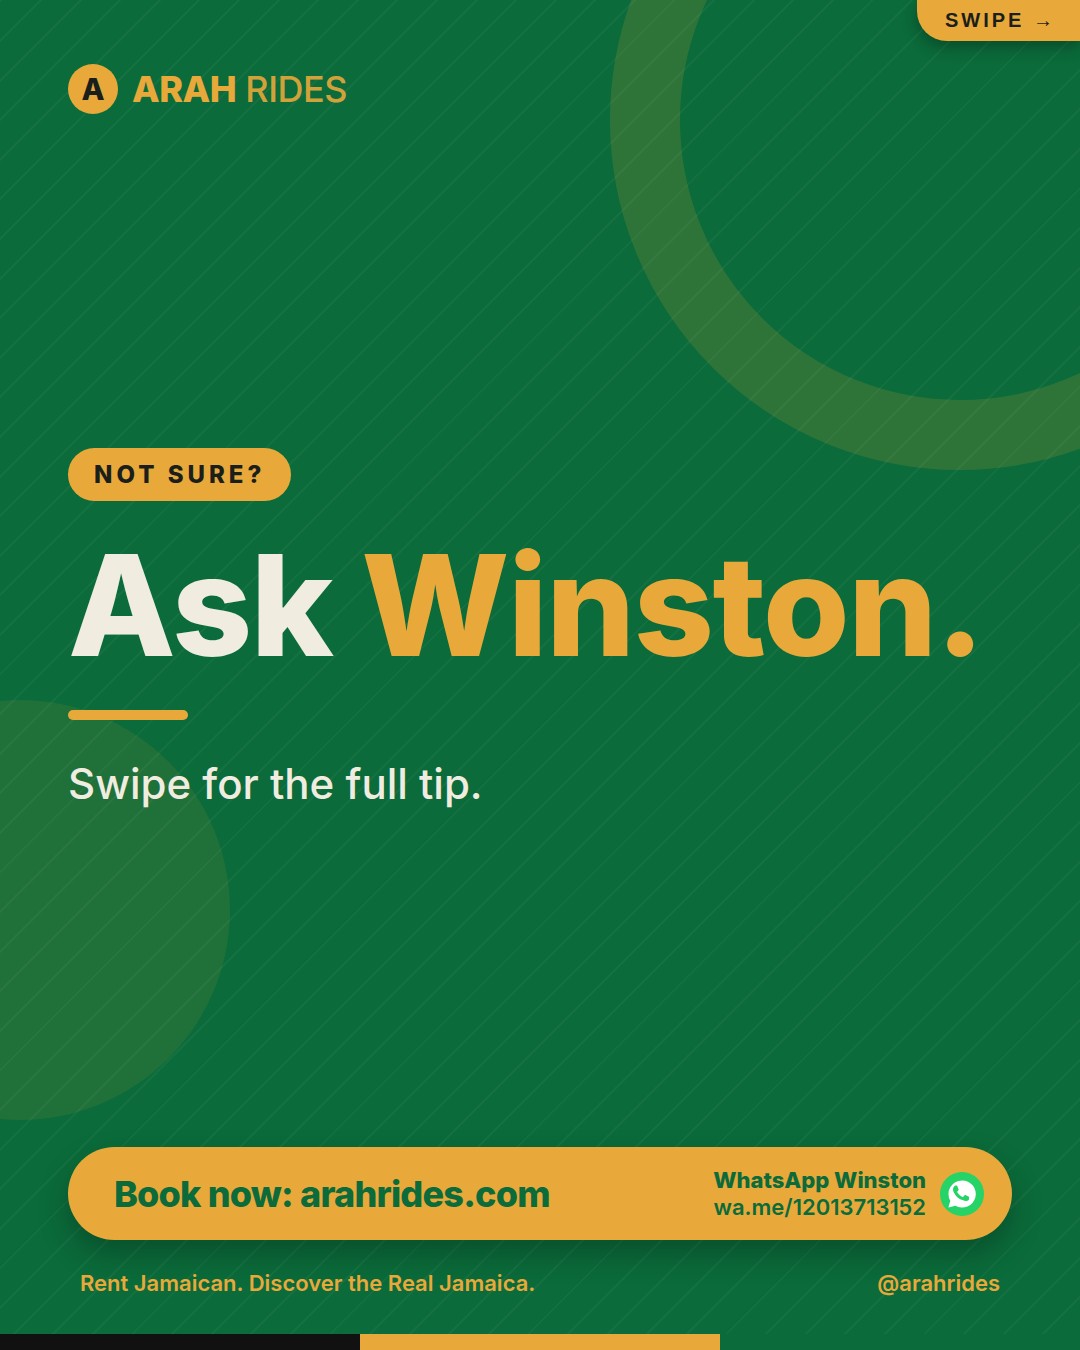 SWIPE →
A ARAH RIDES
NOT SURE?
Ask Winston.
Swipe for the full tip.
Book now: arahrides.com
WhatsApp Winston
wa.me/12013713152
Rent Jamaican. Discover the Real Jamaica.
@arahrides